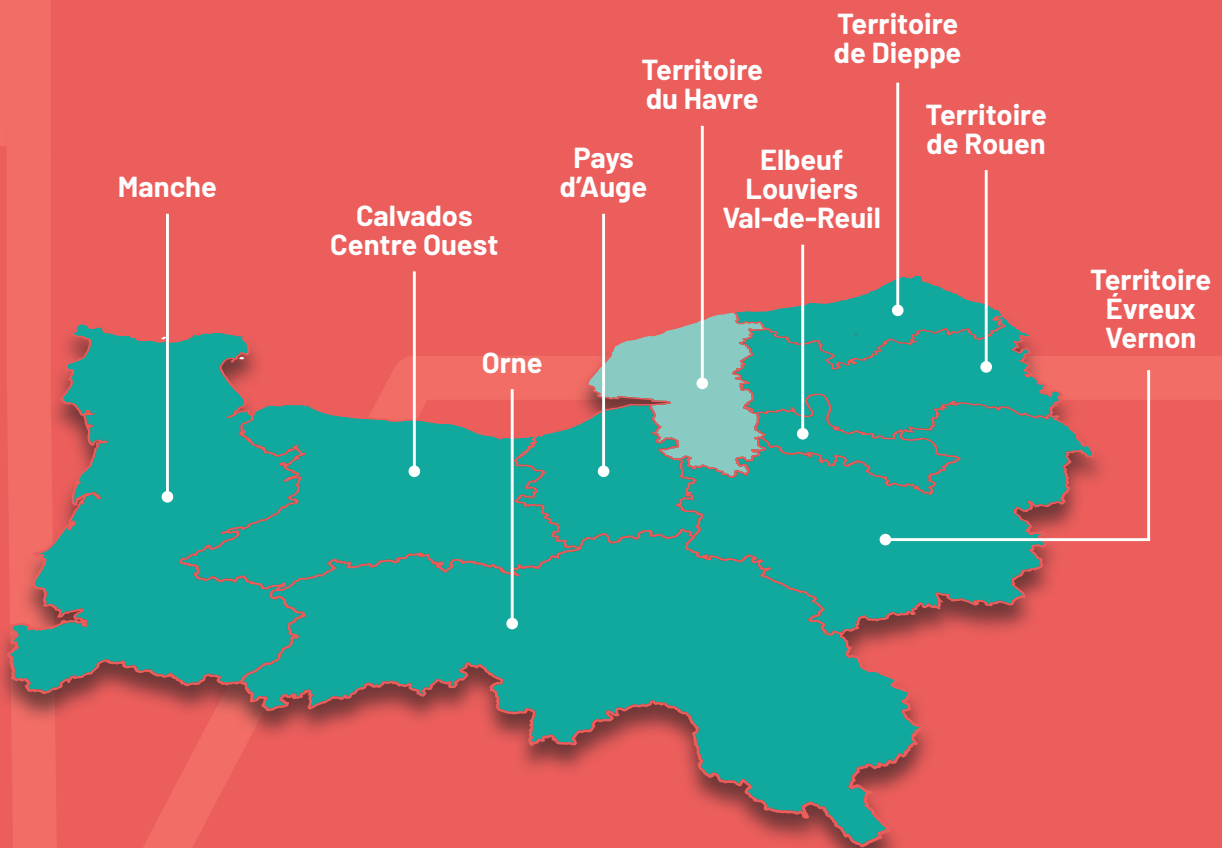 Territoire
de Dieppe
Territoire
du Havre
Territoire
de Rouen
Pays
d'Auge
Elbeuf
Louviers
Val-de-Reuil
Manche
Calvados
Centre Ouest
Territoire
Évreux
Vernon
Orne